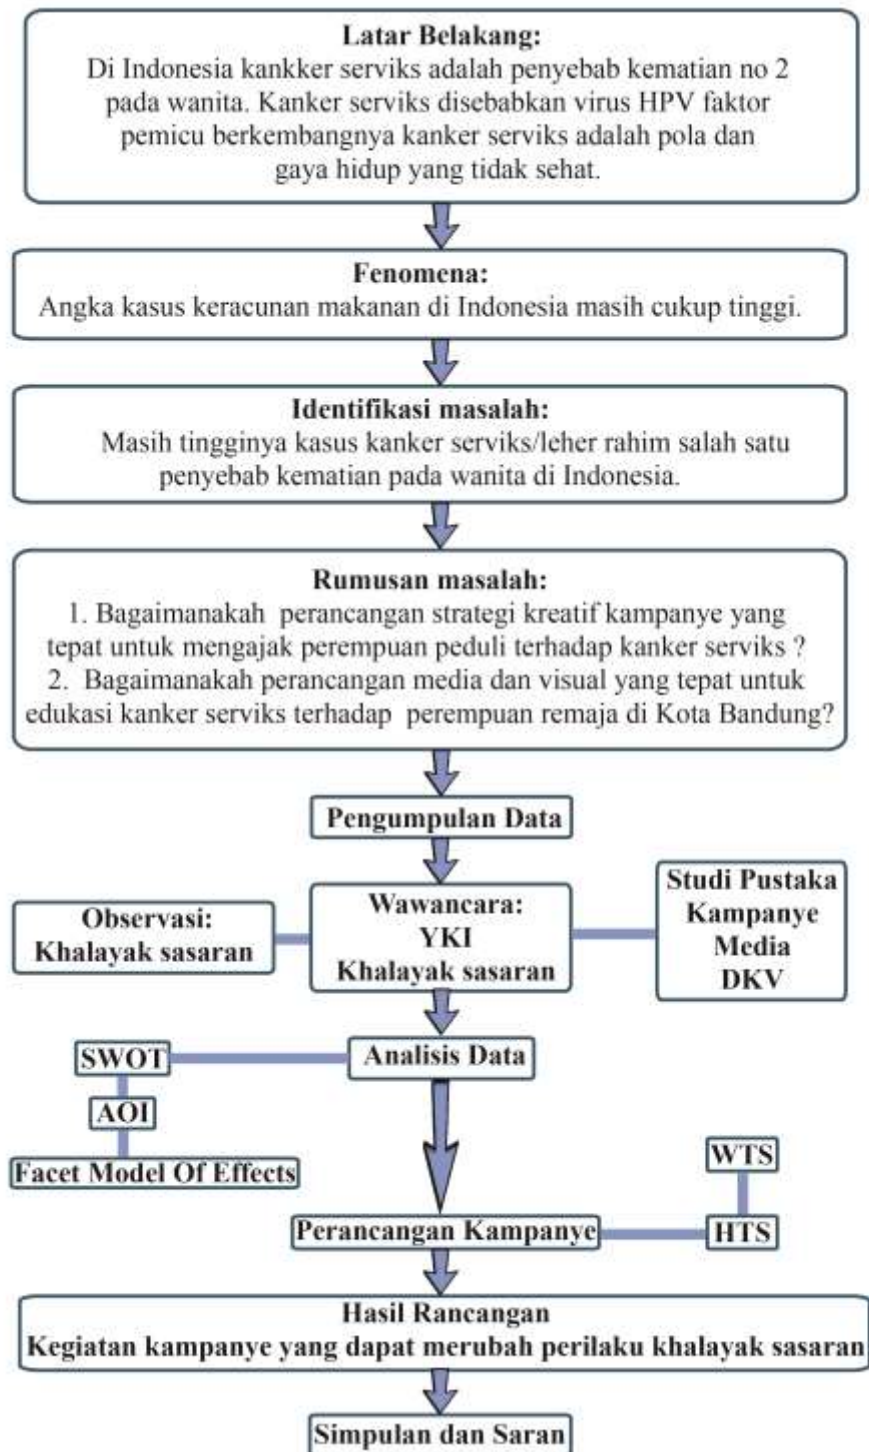 Latar Belakang:
Di Indonesia kankker serviks adalah penyebab kematian no 2
pada wanita. Kanker serviks disebabkan virus HPV faktor
pemicu berkembangnya kanker serviks adalah pola dan
gaya hidup yang tidak sehat.
Fenomena:
Angka kasus keracunan makanan di Indonesia masih cukup tinggi.
Identifikasi masalah:
Masih tingginya kasus kanker serviks/leher rahim salah satu
penyebab kematian pada wanita di Indonesia.
Rumusan masalah:
1. Bagaimanakah perancangan strategi kreatif kampanye yang
tepat untuk mengajak perempuan peduli terhadap kanker serviks ?
2. Bagaimanakah perancangan media dan visual yang tepat untuk
edukasi kanker serviks terhadap perempuan remaja di Kota Bandung?
Pengumpulan Data
Observasi:
Khalayak sasaran
Wawancara:
YKI
Khalayak sasaran
Studi Pustaka
Kampanye
Media
DKV
SWOT
Analisis Data
AOI
Facet Model Of Effects
WTS
Perancangan Kampanye
HTS
Hasil Rancangan
Kegiatan kampanye yang dapat merubah perilaku khalayak sasaran
Simpulan dan Saran